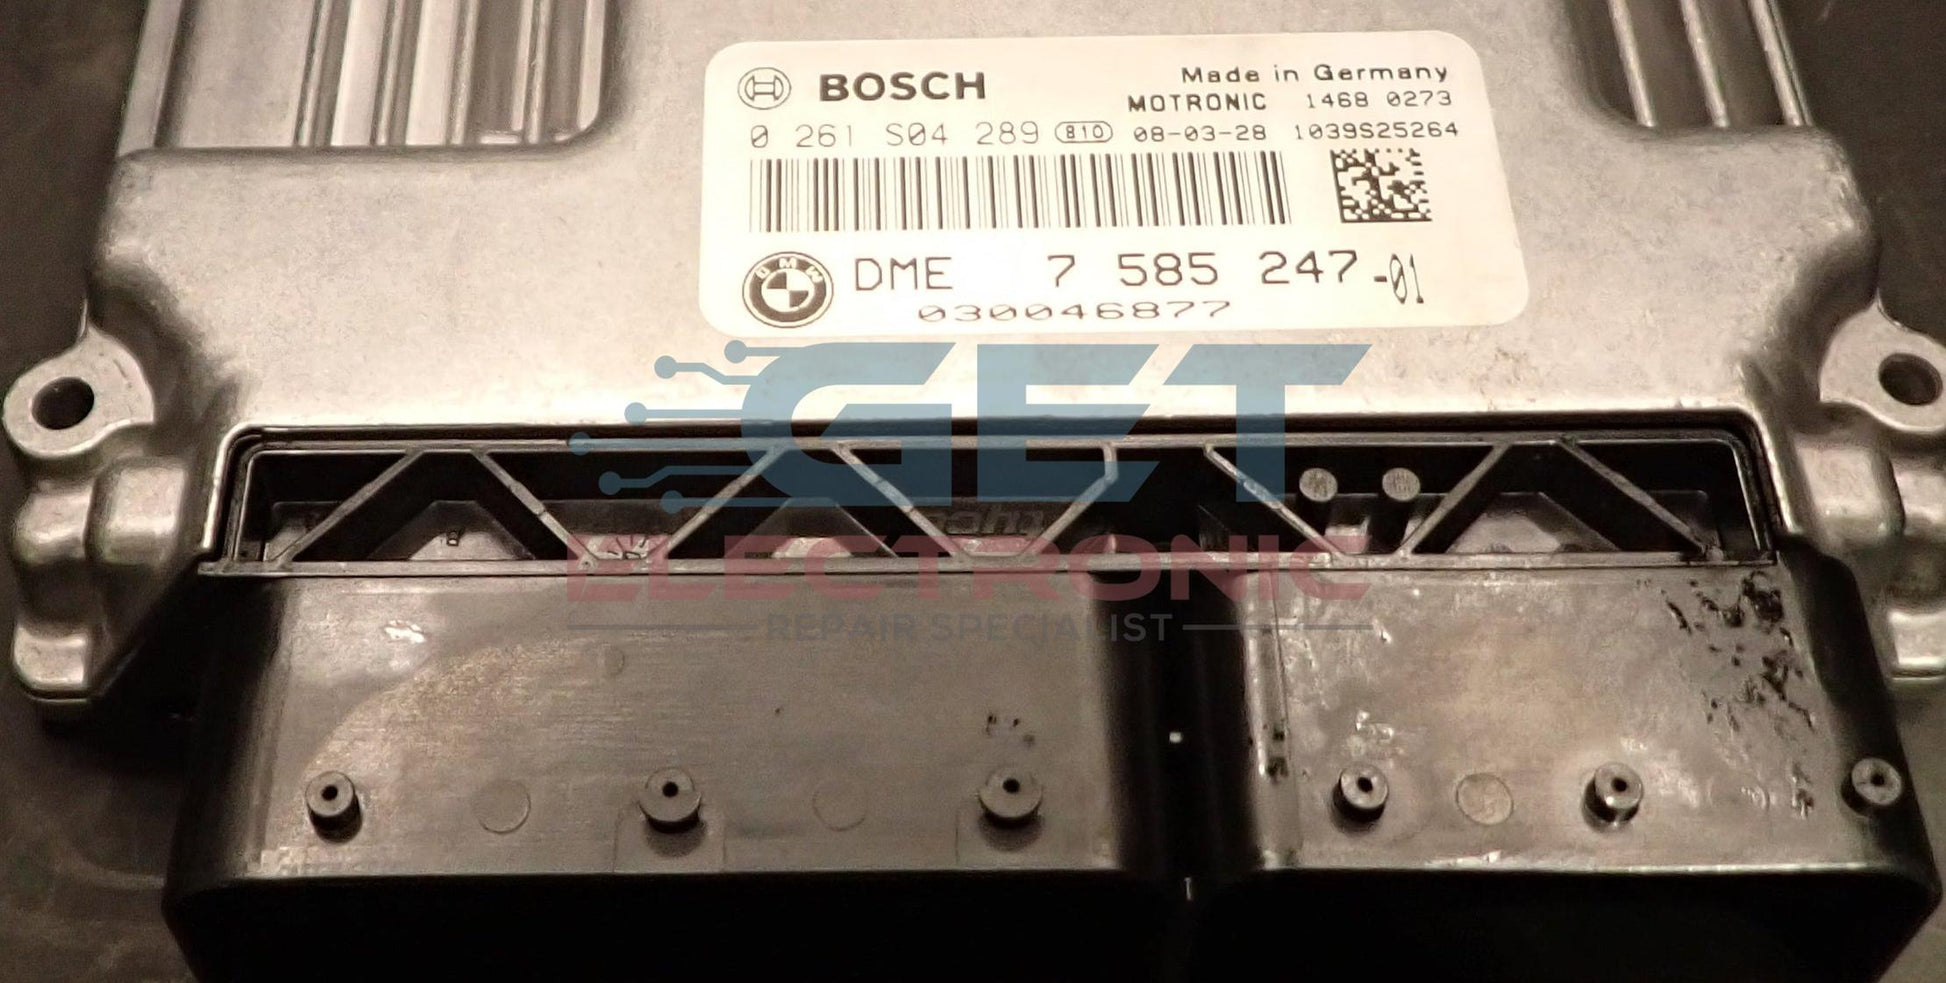 BOSCH
Made in Germany
MOTRONIC 1468 0273
0 261 S04 289 810 08-03-28 1039S25264
BMW DME 7 585 247-01
030046877
GET
ELECTRONIC
REPAIR SPECIALIST